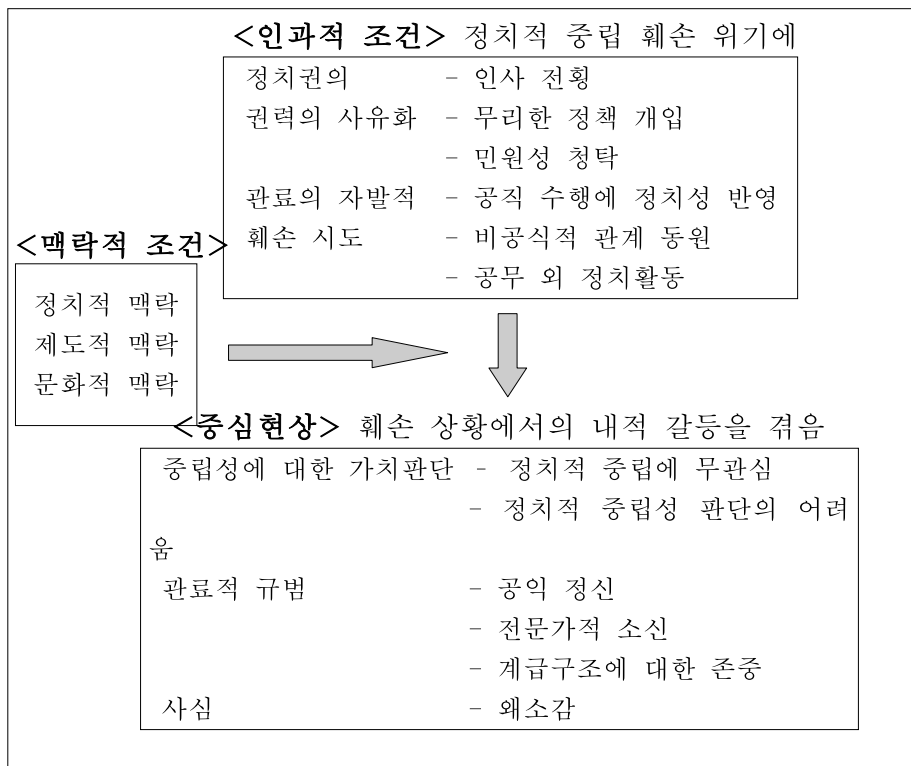 <인과적 조건> 정치적 중립 훼손 위기에
정치권의 - 인사 전횡
권력의 사유화 - 무리한 정책 개입
- 민원성 청탁
관료의 자발적 - 공직 수행에 정치성 반영
훼손 시도 - 비공식적 관계 동원
- 공무 외 정치활동
<맥락적 조건>
정치적 맥락
제도적 맥락
문화적 맥락
<중심현상> 훼손 상황에서의 내적 갈등을 겪음
중립성에 대한 가치판단 - 정치적 중립에 무관심
- 정치적 중립성 판단의 어려
움
관료적 규범 - 공익 정신
- 전문가적 소신
- 계급구조에 대한 존중
사심 - 왜소감